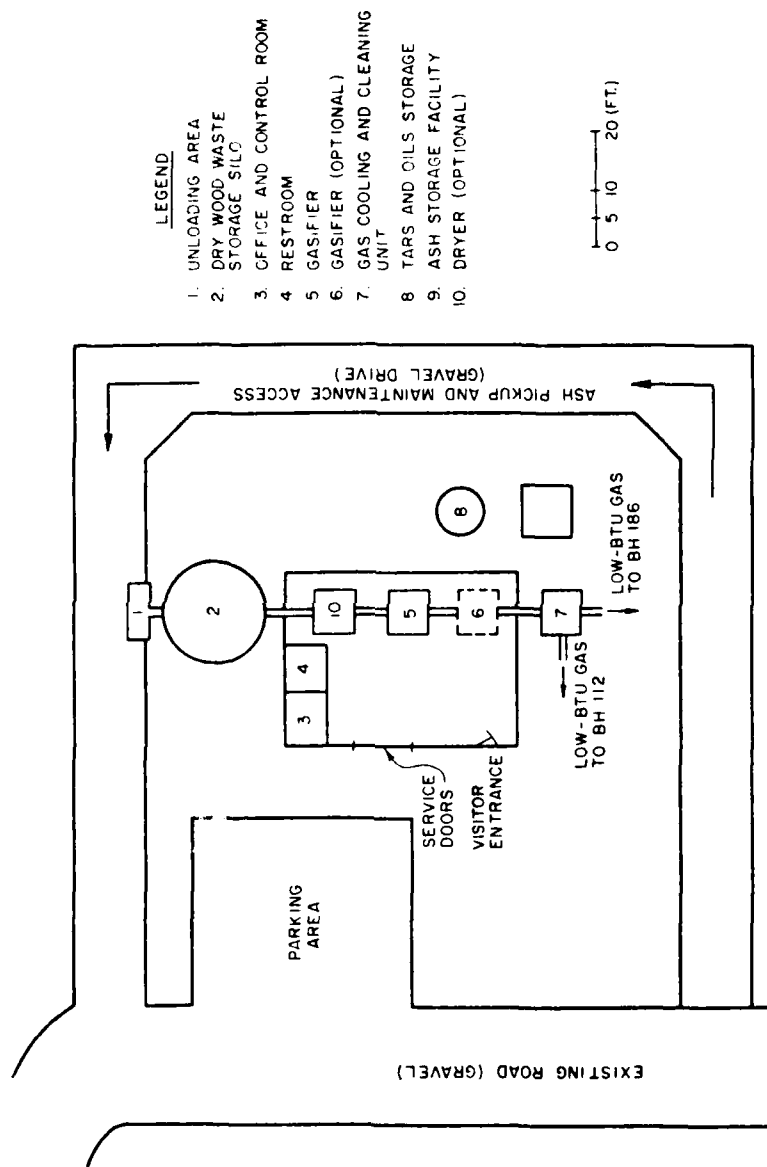 LEGEND
1. UNLOADING AREA
2. DRY WOOD WASTE
STORAGE SILO
3. OFFICE AND CONTROL ROOM
4 RESTROOM
5 GASIFIER
6. GASIFIER (OPTIONAL)
7. GAS COOLING AND CLEANING
UNIT
8 TARS AND OILS STORAGE
9. ASH STORAGE FACILITY
10. DRYER (OPTIONAL)
0 5 10 20 (FT.)
ASH PICKUP AND MAINTENANCE ACCESS
(GRAVEL DRIVE)
1
2
3
4
10
5
6
7
8
LOW-BTU GAS
TO BH 186
LOW-BTU GAS
TO BH 112
SERVICE
DOORS
VISITOR
ENTRANCE
PARKING
AREA
EXISTING ROAD (GRAVEL)